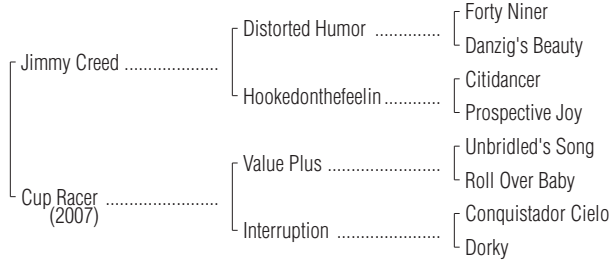 Forty Niner
Distorted Humor ..............
Danzig's Beauty
Jimmy Creed .....................
Citidancer
Hookedonthefeelin .............
Prospective Joy
Unbridled's Song
Value Plus .........................
Roll Over Baby
Cup Racer .........................
(2007)
Conquistador Cielo
Interruption .......................
Dorky